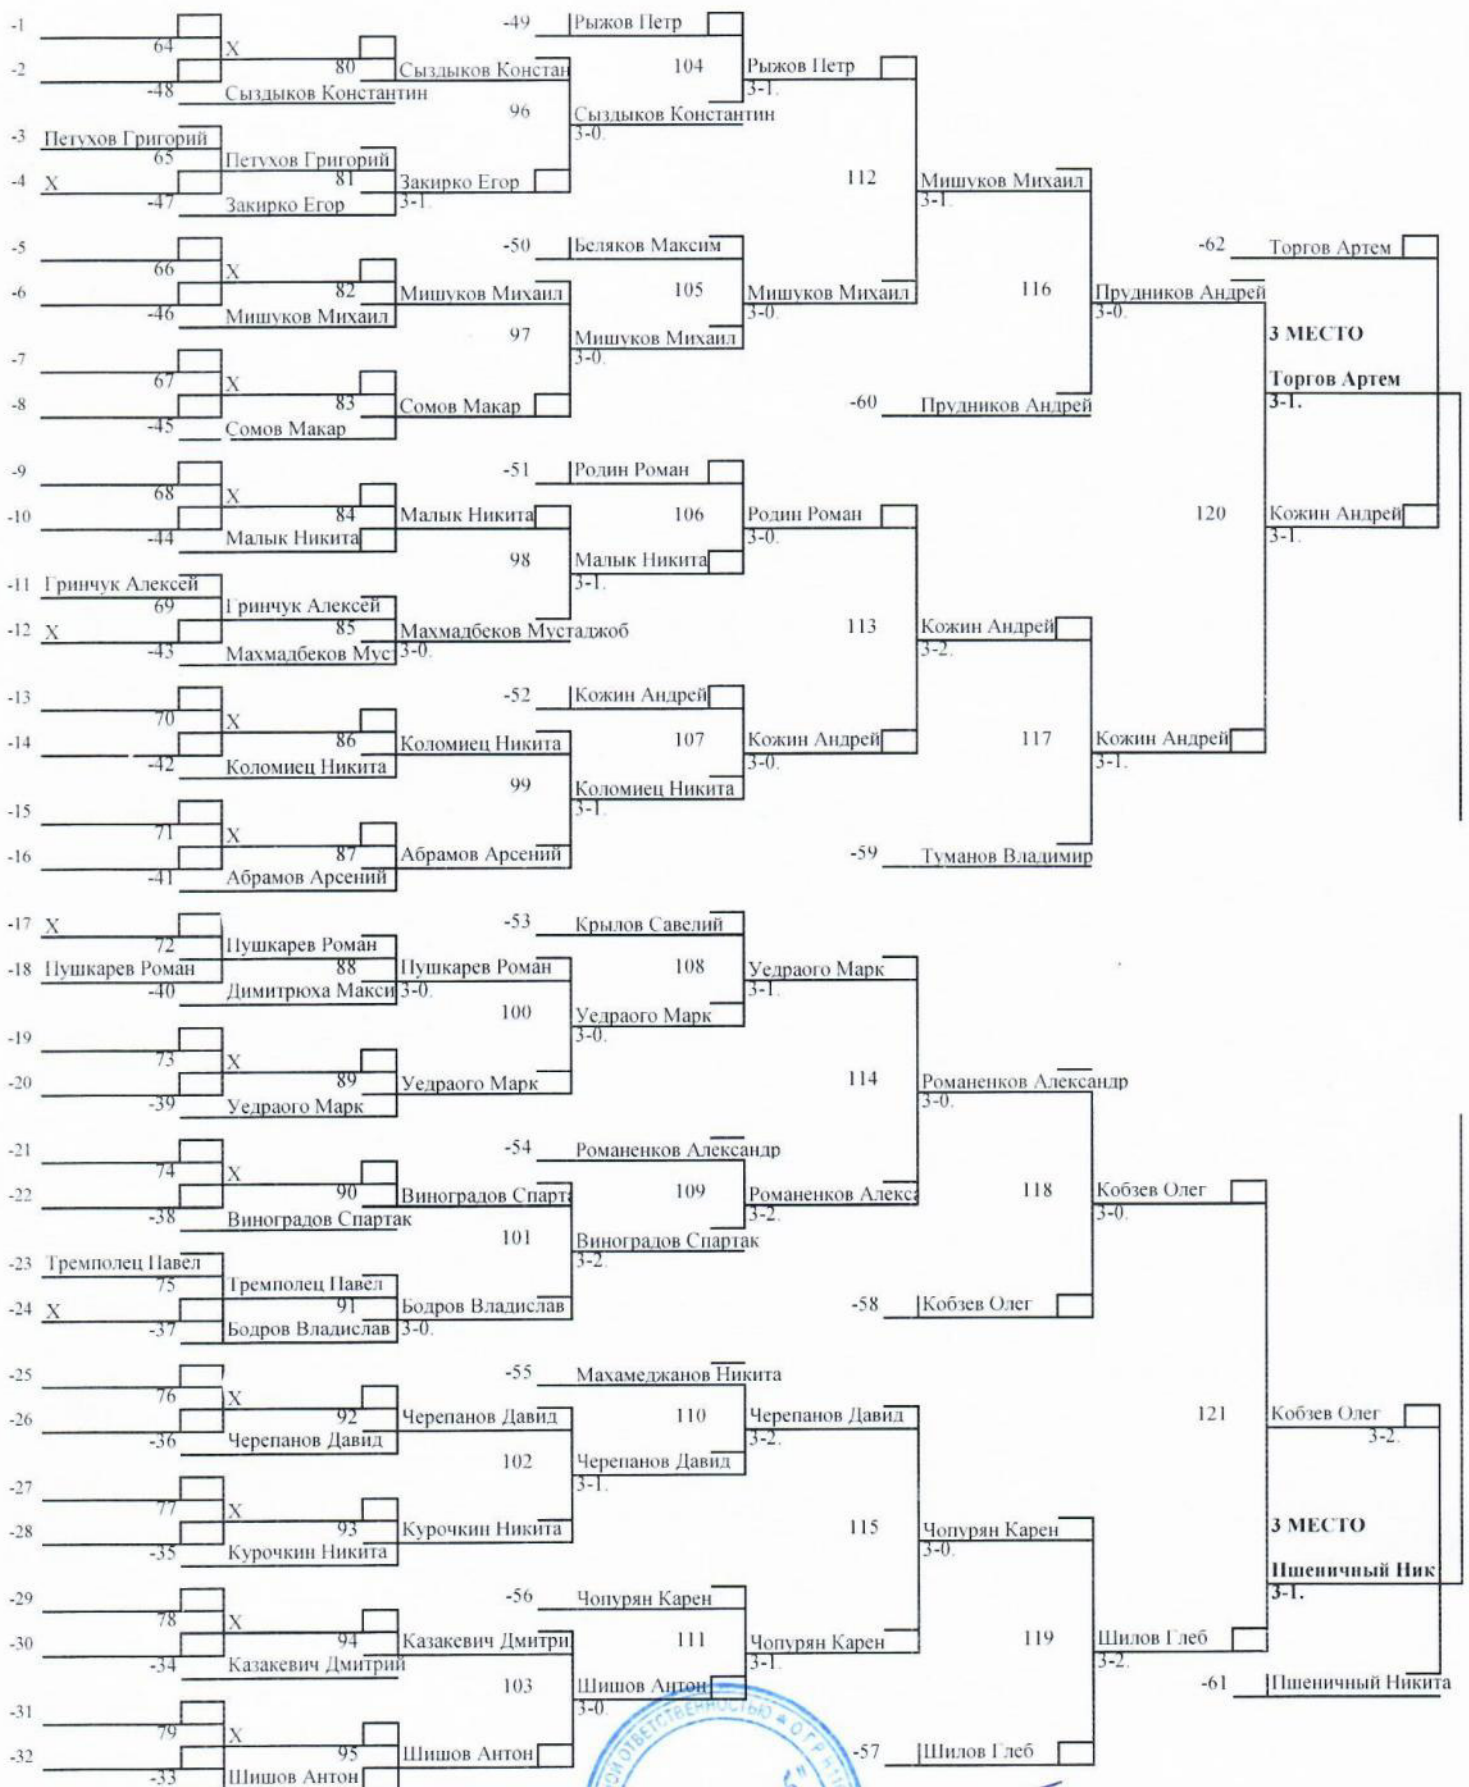 -1
-49 Рыжов Петр
64 X
80 Сыздыков Констан
104 Рыжов Петр
-2
3-1.
-48 Сыздыков Константин
96 Сыздыков Константин
3-0.
-3 Петухов Григорий
65 Петухов Григорий
-4 X
81 Закирко Егор
112 Мишуков Михаил
3-1.
3-1.
-47 Закирко Егор
-5
-50 Беляков Максим
-62 Торгов Артем
66 X
-6
82 Мишуков Михаил
105 Мишуков Михаил
116 Прудников Андрей
3-0.
3-0.
-46 Мишуков Михаил
97 Мишуков Михаил
3 МЕСТО
3-0.
-7
67 X
Торгов Артем
-8
83 Сомов Макар
-60 Прудников Андрей
3-1.
-45 Сомов Макар
-9
-51 Родин Роман
68 X
-10
84 Малык Никита
106 Родин Роман
120 Кожин Андрей
3-0.
3-1.
-44 Малык Никита
98 Малык Никита
3-1.
-11 Гринчук Алексей
69 Гринчук Алексей
-12 X
85 Махмадбеков Мустаджоб
113 Кожин Андрей
-43 Махмадбеков Муст
3-0.
3-2.
-13
-52 Кожин Андрей
70 X
-14
86 Коломиец Никита
107 Кожин Андрей
117 Кожин Андрей
3-0.
3-1.
-42 Коломиец Никита
99 Коломиец Никита
3-1.
-15
71 X
-16
87 Абрамов Арсений
-59 Туманов Владимир
-41 Абрамов Арсений
-17 X
-53 Крылов Савелий
72 Пушкарев Роман
-18 Пушкарев Роман
88 Пушкарев Роман
108 Уедраого Марк
3-1.
-40 Димитрюха Макси
3-0.
100 Уедраого Марк
3-0.
-19
73 X
-20
89 Уедраого Марк
114 Романенков Александр
3-0.
-39 Уедраого Марк
-21
-54 Романенков Александр
74 X
-22
90 Виноградов Спарта
109 Романенков Алекса
118 Кобзев Олег
3-2.
3-0.
-38 Виноградов Спартак
101 Виноградов Спартак
3-2.
-23 Тремполец Павел
75 Тремполец Павел
-24 X
91 Бодров Владислав
-58 Кобзев Олег
-37 Бодров Владислав
3-0.
-25
-55 Махамеджанов Никита
76 X
-26
92 Черепанов Давид
110 Черепанов Давид
121 Кобзев Олег
3-2.
3-2.
-36 Черепанов Давид
102 Черепанов Давид
3-1.
-27
77 X
-28
93 Курочкин Никита
115 Чопурян Карен
3 МЕСТО
3-0.
-35 Курочкин Никита
Пшеничный Ник
3-1.
-29
-56 Чопурян Карен
78 X
-30
94 Казакевич Дмитри
111 Чопурян Карен
119 Шилов Глеб
3-1.
3-2.
-34 Казакевич Дмитрий
103 Шишов Антон
-61 Пшеничный Никита
3-0.
-31
79 X
-32
95 Шишов Антон
-57 Шилов Глеб
-33 Шишов Антон
ОТВЕТСТВЕННОСТЬЮ